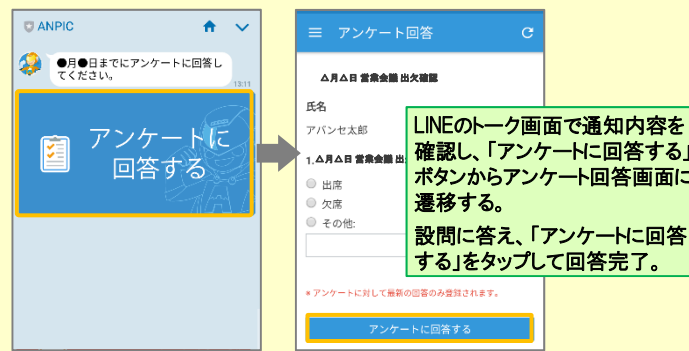 ANPIC
●月●日までにアンケートに回答し
てください。
13:11
アンケートに
回答する
アンケート回答
△月△日 営業会議 出欠確認
氏名
アバンセ太郎
1.△月△日 営業会議 出
出席
欠席
その他:
* アンケートに対して最新の回答のみ登録されます。
アンケートに回答する
LINEのトーク画面で通知内容を
確認し、「アンケートに回答する」
ボタンからアンケート回答画面に
遷移する。
設問に答え、「アンケートに回答
する」をタップして回答完了。